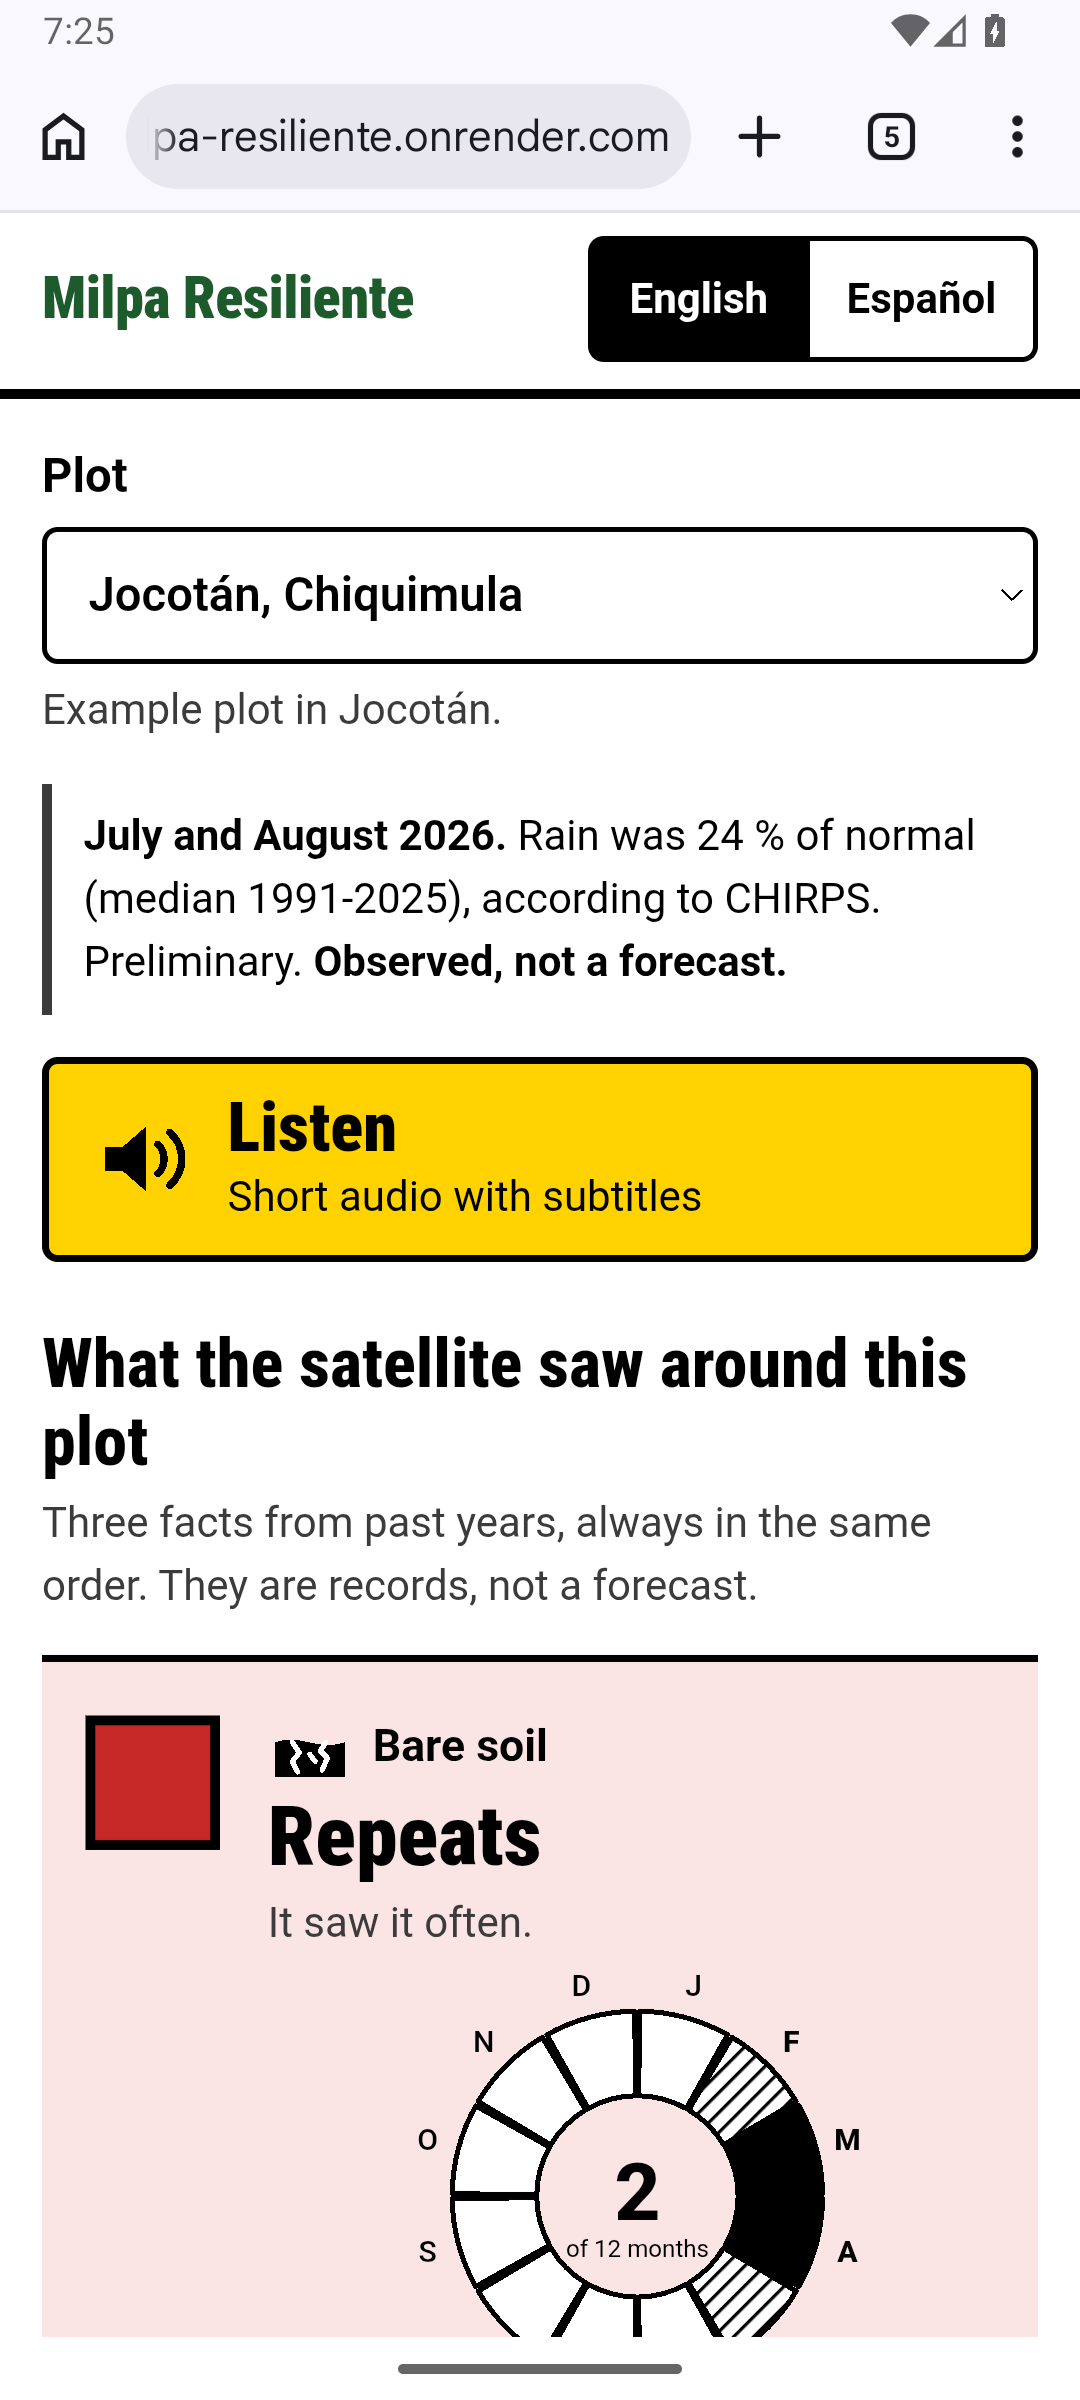 7:25
pa-resiliente.onrender.com
5
Milpa Resiliente
English
Español
Plot
Jocotán, Chiquimula
Example plot in Jocotán.
July and August 2026. Rain was 24 % of normal
(median 1991-2025), according to CHIRPS.
Preliminary. Observed, not a forecast.
Listen
Short audio with subtitles
What the satellite saw around this
plot
Three facts from past years, always in the same
order. They are records, not a forecast.
Bare soil
Repeats
It saw it often.
D
J
N
F
O
M
2
of 12 months
S
A